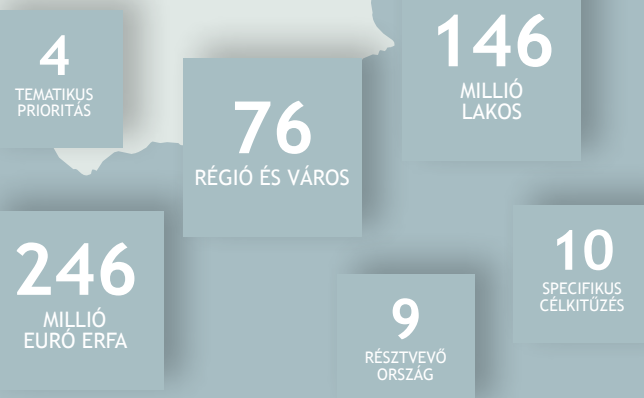 4
TEMATIKUS
PRIORITÁS
76
RÉGIÓ ÉS VÁROS
146
MILLIÓ
LAKOS
246
MILLIÓ
EURÓ ERFA
9
RÉSZTVEVŐ
ORSZÁG
10
SPECIFIKUS
CÉLKITŰZÉS